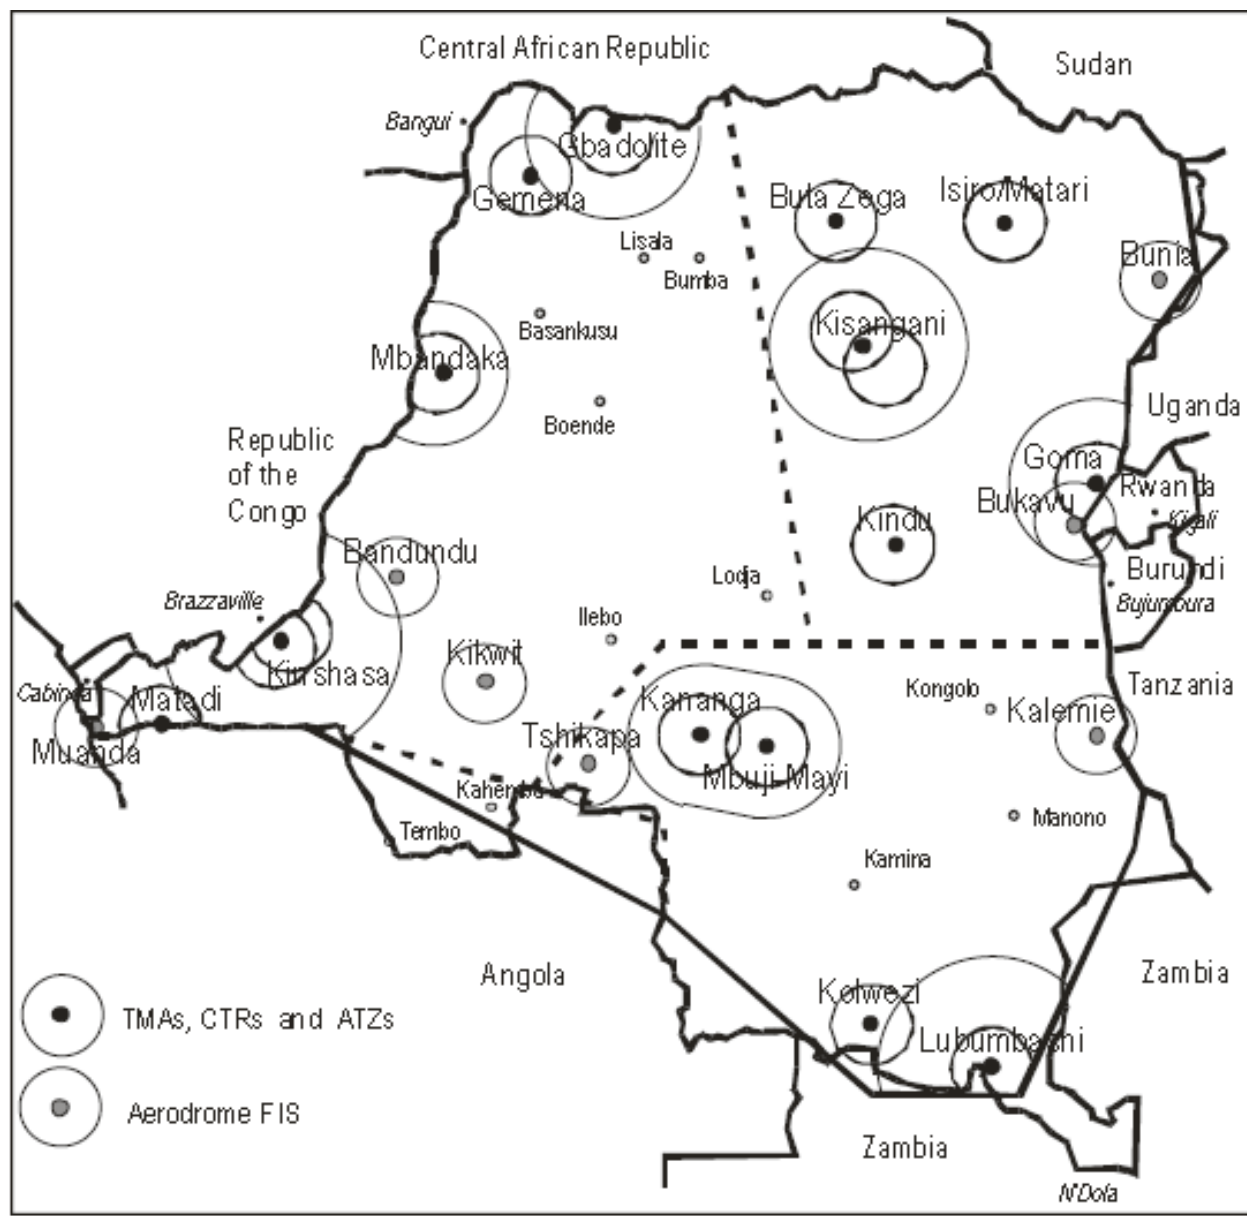 Central African Republic
Sudan
Bangui
Gbadolite
Gemena
Buta Zega
Isiro/Matari
Lisala
Bumba
Bunia
Basankusu
Kisangani
Mbandaka
Uganda
Boende
Republic
of the
Congo
Goma
Rwanda
Bukavu
Kigali
Kindu
Bandundu
Lodja
Burundi
Bujumbura
Brazzaville
Ilebo
Kikwit
Kinshasa
Cabinda
Matadi
Muanda
Kananga
Kongolo
Tanzania
Kalemie
Tshikapa
Mbuji-Mayi
Kahemba
Tembo
Manono
Kamina
Angola
Zambia
Kolwezi
Lubumbashi
TMAs, CTRs and ATZs
Aerodrome FIS
Zambia
N'Dola